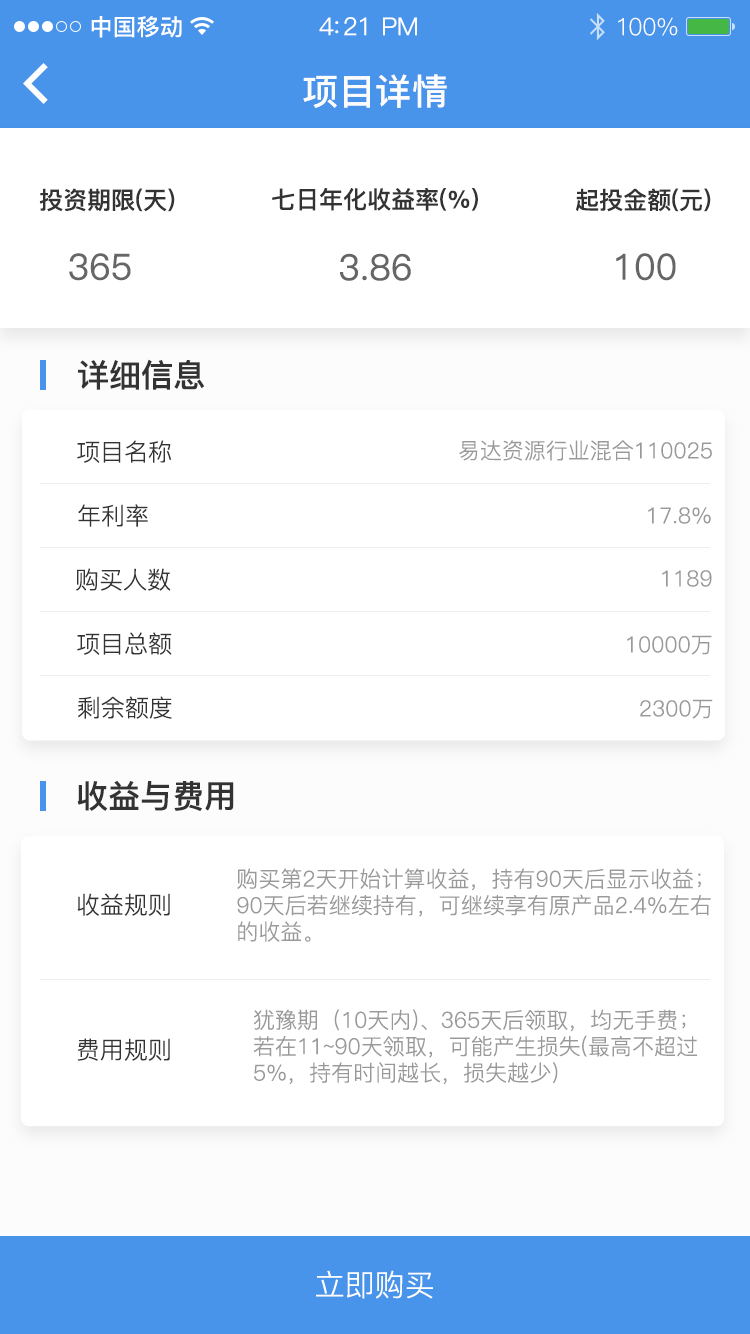 中国移动 4:21 PM 100%
项目详情
投资期限(天) 七日年化收益率(%) 起投金额(元)
365 3.86 100
详细信息
项目名称 易达资源行业混合110025
年利率 17.8%
购买人数 1189
项目总额 10000万
剩余额度 2300万
收益与费用
收益规则
购买第2天开始计算收益，持有90天后显示收益；
90天后若继续持有，可继续享有原产品2.4%左右
的收益。
费用规则
犹豫期（10天内)、365天后领取，均无手费；
若在11~90天领取，可能产生损失(最高不超过
5%，持有时间越长，损失越少)
立即购买